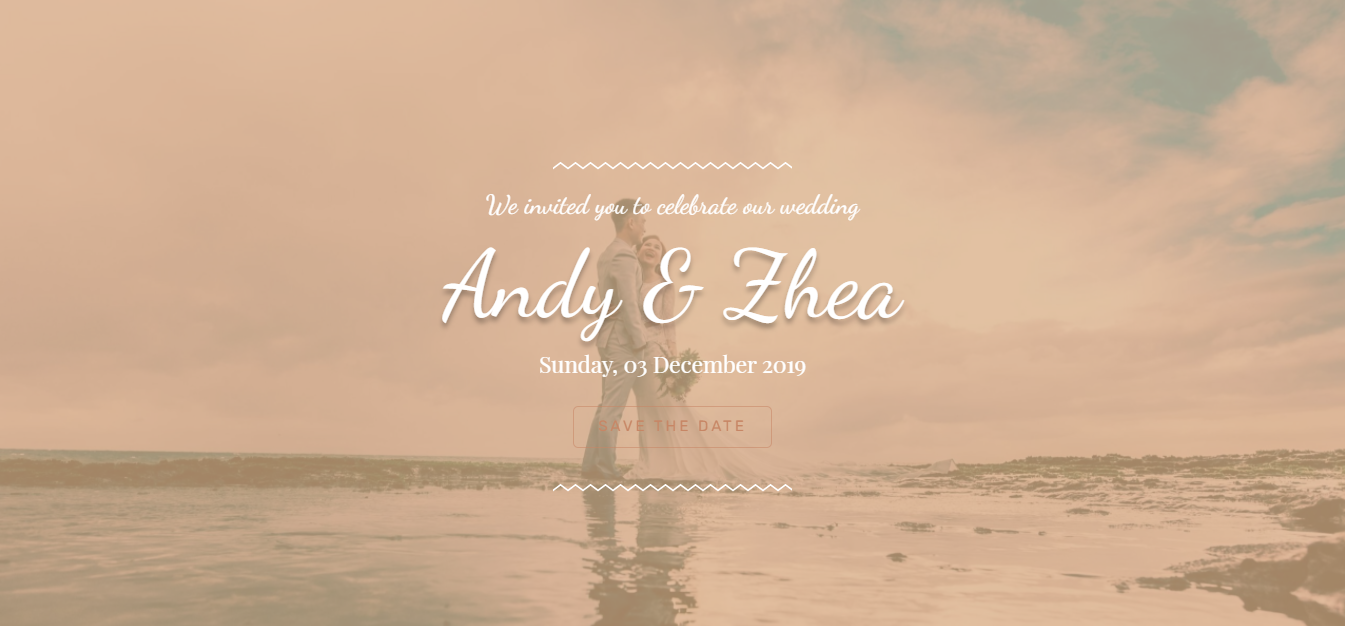 We invited you to celebrate our wedding
Andy & Zhea
Sunday, 03 December 2019
SAVE THE DATE